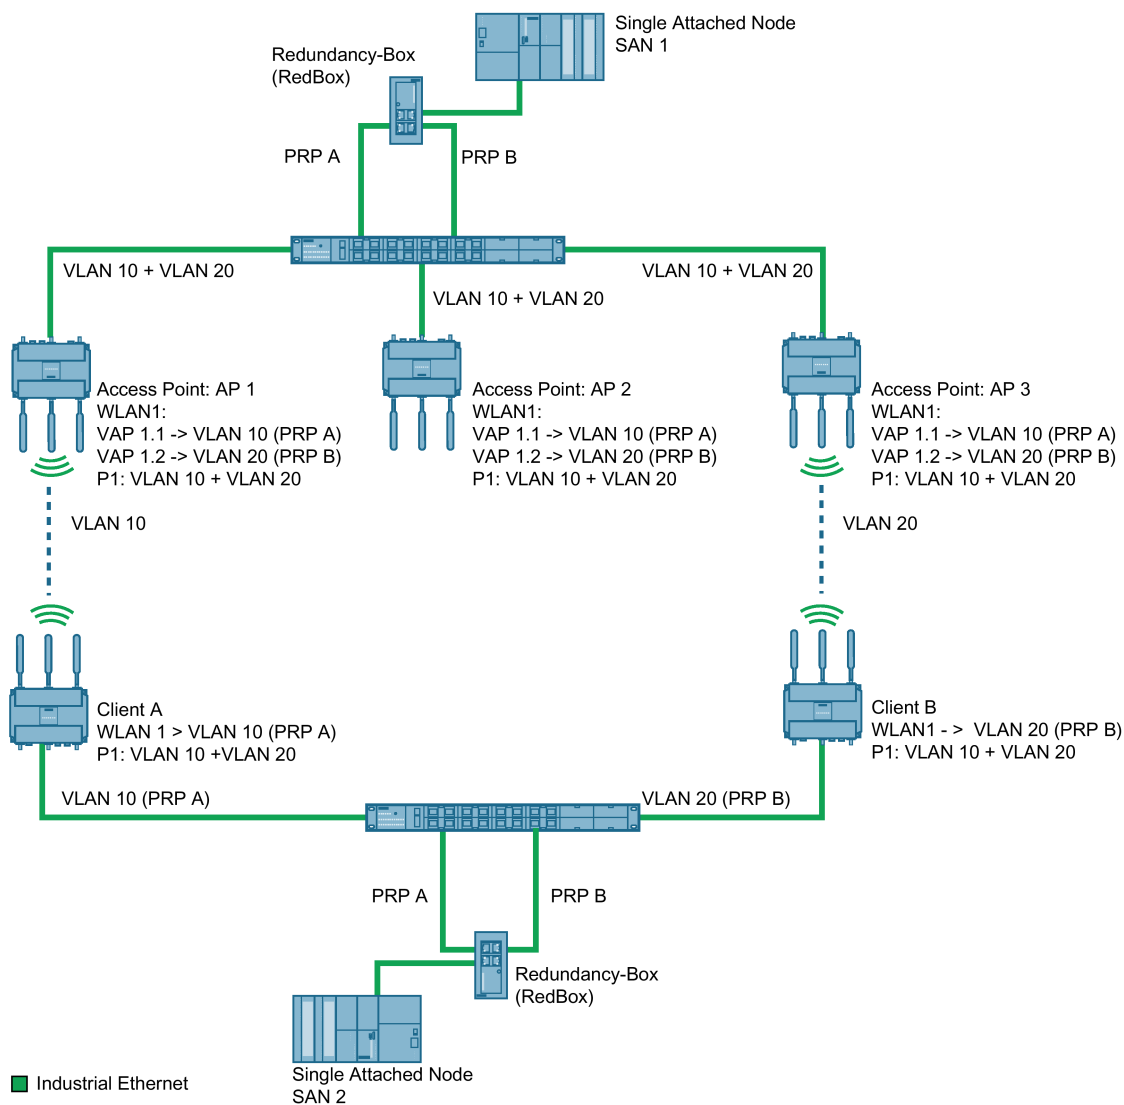 Single Attached Node
SAN 1
Redundancy-Box
(RedBox)
PRP A
PRP B
VLAN 10 + VLAN 20
VLAN 10 + VLAN 20
VLAN 10 + VLAN 20
Access Point: AP 1
WLAN1:
VAP 1.1 -> VLAN 10 (PRP A)
VAP 1.2 -> VLAN 20 (PRP B)
P1: VLAN 10 + VLAN 20
Access Point: AP 2
WLAN1:
VAP 1.1 -> VLAN 10 (PRP A)
VAP 1.2 -> VLAN 20 (PRP B)
P1: VLAN 10 + VLAN 20
Access Point: AP 3
WLAN1:
VAP 1.1 -> VLAN 10 (PRP A)
VAP 1.2 -> VLAN 20 (PRP B)
P1: VLAN 10 + VLAN 20
VLAN 10
VLAN 20
Client A
WLAN 1 > VLAN 10 (PRP A)
P1: VLAN 10 +VLAN 20
Client B
WLAN1 - > VLAN 20 (PRP B)
P1: VLAN 10 + VLAN 20
VLAN 10 (PRP A)
VLAN 20 (PRP B)
PRP A
PRP B
Redundancy-Box
(RedBox)
Single Attached Node
SAN 2
Industrial Ethernet